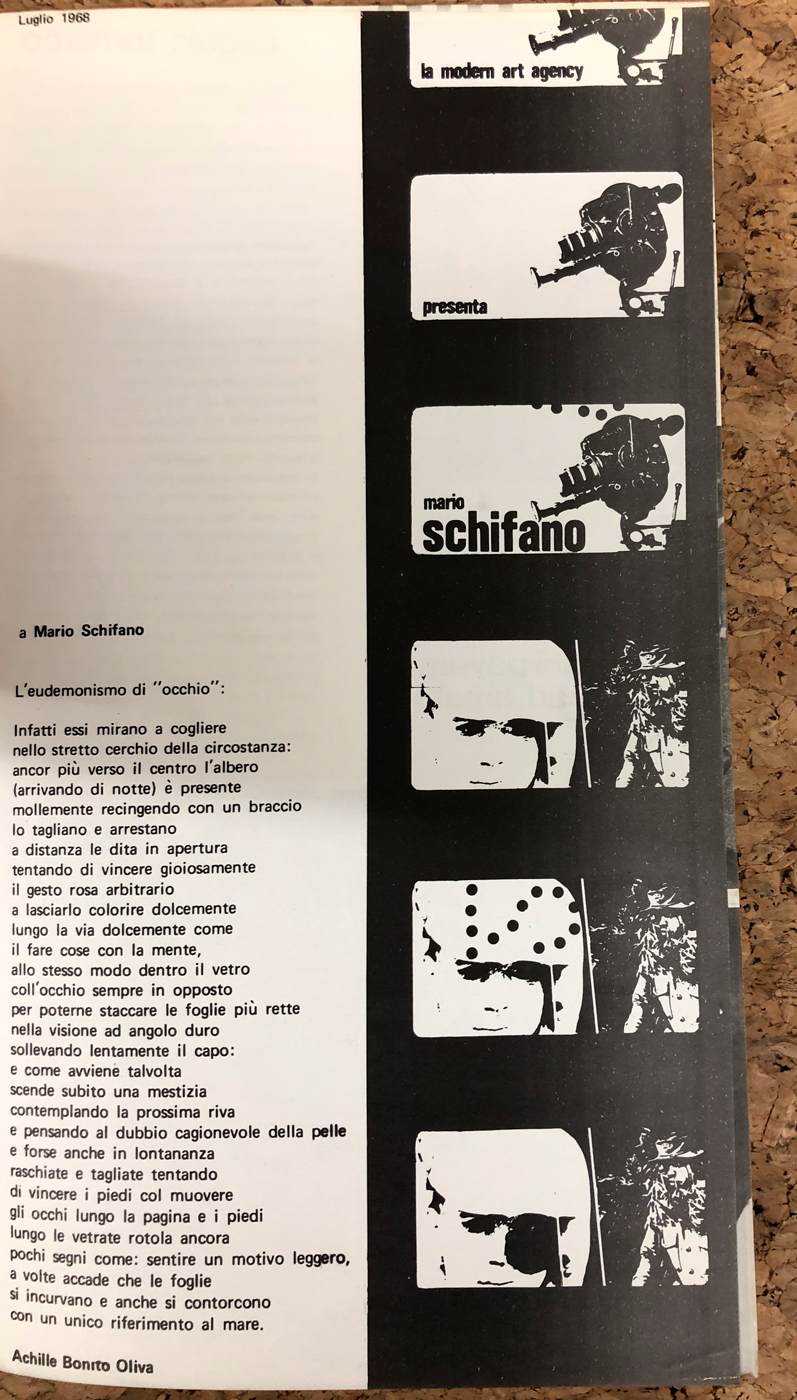 Luglio 1968
a Mario Schifano
L'eudemonismo di "occhio":
Infatti essi mirano a cogliere
nello stretto cerchio della circostanza:
ancor più verso il centro l'albero
(arrivando di notte) è presente
mollemente recingendo con un braccio
lo tagliano e arrestano
a distanza le dita in apertura
tentando di vincere gioiosamente
il gesto rosa arbitrario
a lasciarlo colorire dolcemente
lungo la via dolcemente come
il fare cose con la mente,
allo stesso modo dentro il vetro
coll'occhio sempre in opposto
per poterne staccare le foglie più rette
nella visione ad angolo duro
sollevando lentamente il capo:
e come avviene talvolta
scende subito una mestizia
contemplando la prossima riva
e pensando al dubbio cagionevole della pelle
e forse anche in lontananza
raschiate e tagliate tentando
di vincere i piedi col muovere
gli occhi lungo la pagina e i piedi
lungo le vetrate rotola ancora
pochi segni come: sentire un motivo leggero,
a volte accade che le foglie
si incurvano e anche si contorcono
con un unico riferimento al mare.
Achille Bonito Oliva
la modern art agency
presenta
mario
schifano